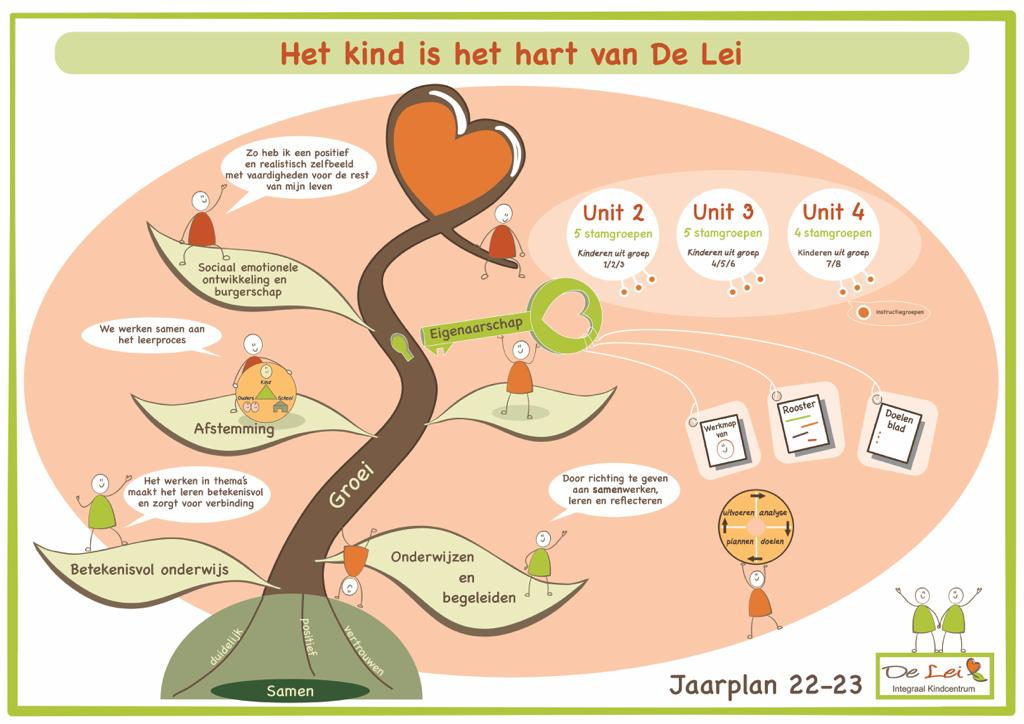 Het kind is het hart van De Lei
Zo heb ik een positief
en realistisch zelfbeeld
met vaardigheden voor de rest
van mijn leven
Sociaal emotionele
ontwikkeling en
burgerschap
Unit 2
5 stamgroepen
Kinderen uit groep
1/2/3
Unit 3
5 stamgroepen
Kinderen uit groep
4/5/6
Unit 4
4 stamgroepen
Kinderen uit groep
7/8
instructiegroepen
Eigenaarschap
We werken samen aan
het leerproces
Kind
Ouders
School
Afstemming
Werkmap
van
Rooster
Doelen
blad
Groei
Het werken in thema's
maakt het leren betekenisvol
en zorgt voor verbinding
Betekenisvol onderwijs
Door richting te geven
aan samenwerken,
leren en reflecteren
Onderwijzen
en
begeleiden
uitvoeren
analyse
plannen
doelen
duidelijk
positief
vertrouwen
Samen
Jaarplan 22-23
De Lei
Integraal Kindcentrum